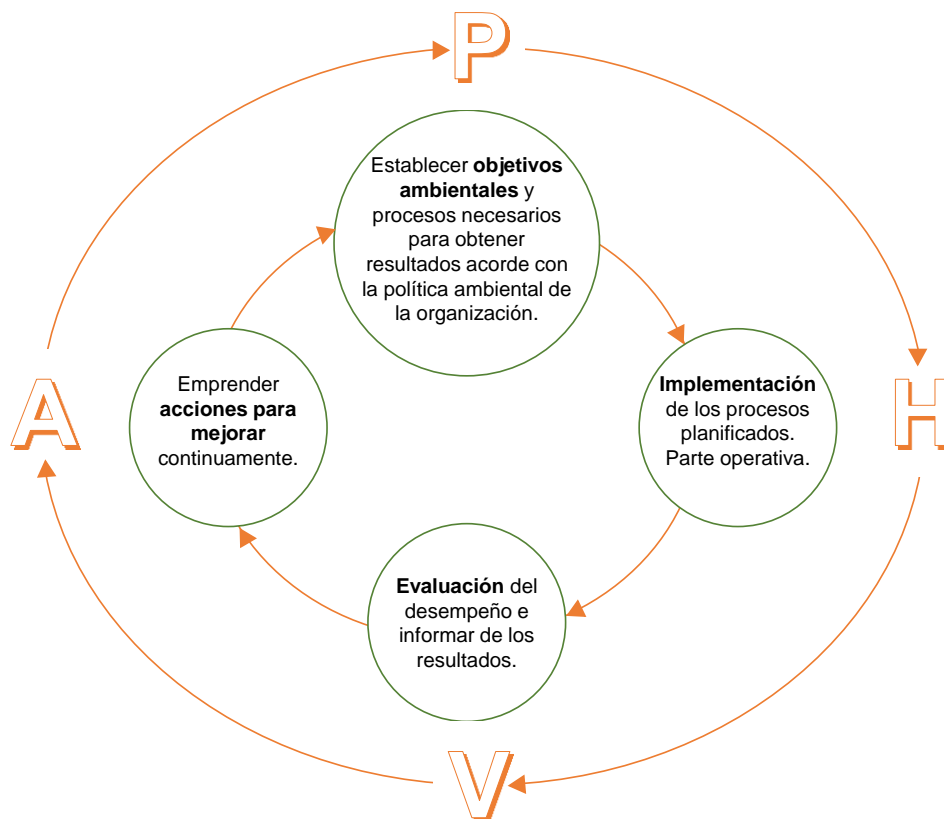 P
Establecer objetivos
ambientales y
procesos necesarios
para obtener
resultados acorde con
la política ambiental de
la organización.
H
Implementación
de los procesos
planificados.
Parte operativa.
V
Evaluación del
desempeño e
informar de los
resultados.
A
Emprender
acciones para
mejorar
continuamente.